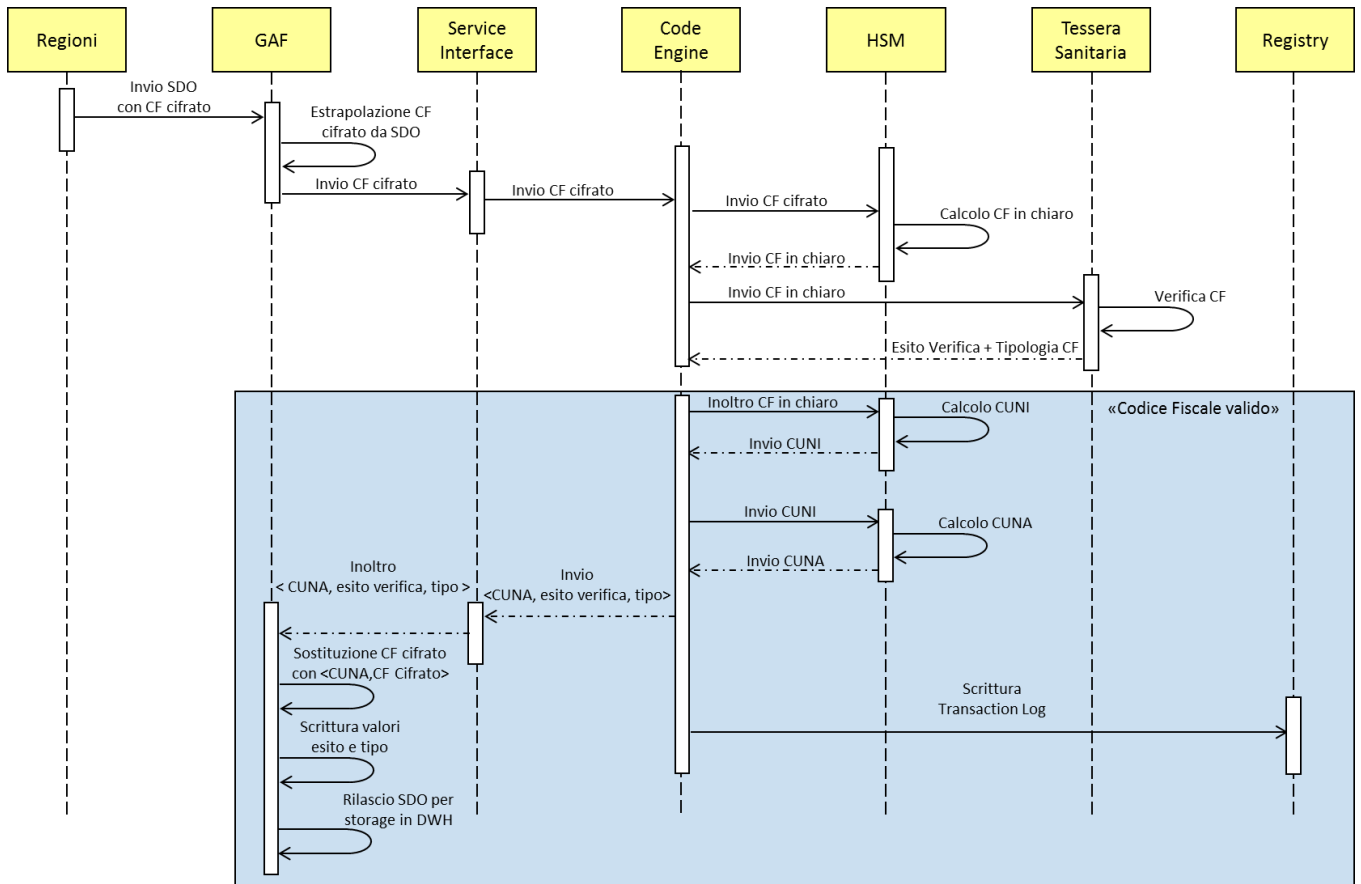 Regioni
GAF
Service
Interface
Code
Engine
HSM
Tessera
Sanitaria
Registry
Invio SDO
con CF cifrato
Estrapolazione CF
cifrato da SDO
Invio CF cifrato
Invio CF cifrato
Invio CF cifrato
Calcolo CF in chiaro
Invio CF in chiaro
Invio CF in chiaro
Verifica CF
Esito Verifica + Tipologia CF
«Codice Fiscale valido»
Inoltro CF in chiaro
Calcolo CUNI
Invio CUNI
Invio CUNI
Calcolo CUNA
Invio CUNA
Invio
<CUNA, esito verifica, tipo>
Inoltro
< CUNA, esito verifica, tipo >
Sostituzione CF cifrato
con <CUNA,CF Cifrato>
Scrittura
Transaction Log
Scrittura valori
esito e tipo
Rilascio SDO per
storage in DWH